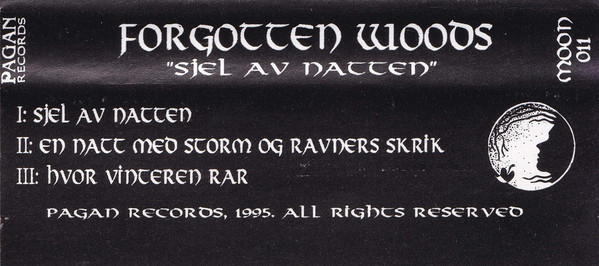 PAGAN
RECORDS
FORGOTTEN WOODS
"SJEL AV NATTEN"
MOON
011
I: SJEL AV NATTEN
II: EN NATT MED STORM OG RAVNERS SKRIK
III: HVOR VINTEREN RAR
PAGAN RECORDS, 1995. ALL RIGHTS RESERVED